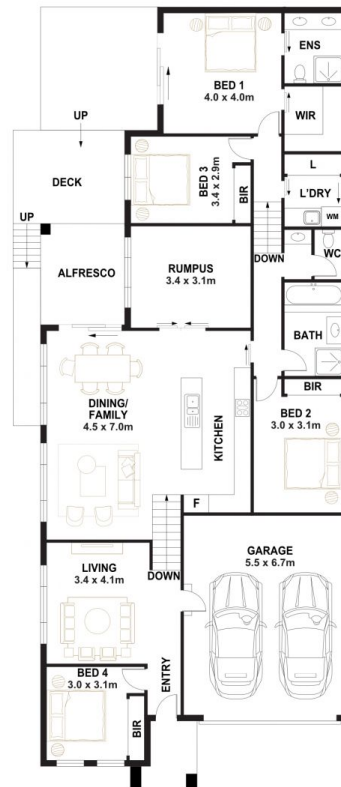 ENS
BED 1
4.0 x 4.0m
WIR
UP
DECK
BED 3
3.4 x 2.9m
BIR
L
L'DRY
WM
UP
ALFRESCO
RUMPUS
3.4 x 3.1m
DOWN
WC
BATH
DINING/
FAMILY
4.5 x 7.0m
KITCHEN
BIR
BED 2
3.0 x 3.1m
F
LIVING
3.4 x 4.1m
DOWN
GARAGE
5.5 x 6.7m
BED 4
3.0 x 3.1m
BIR
ENTRY